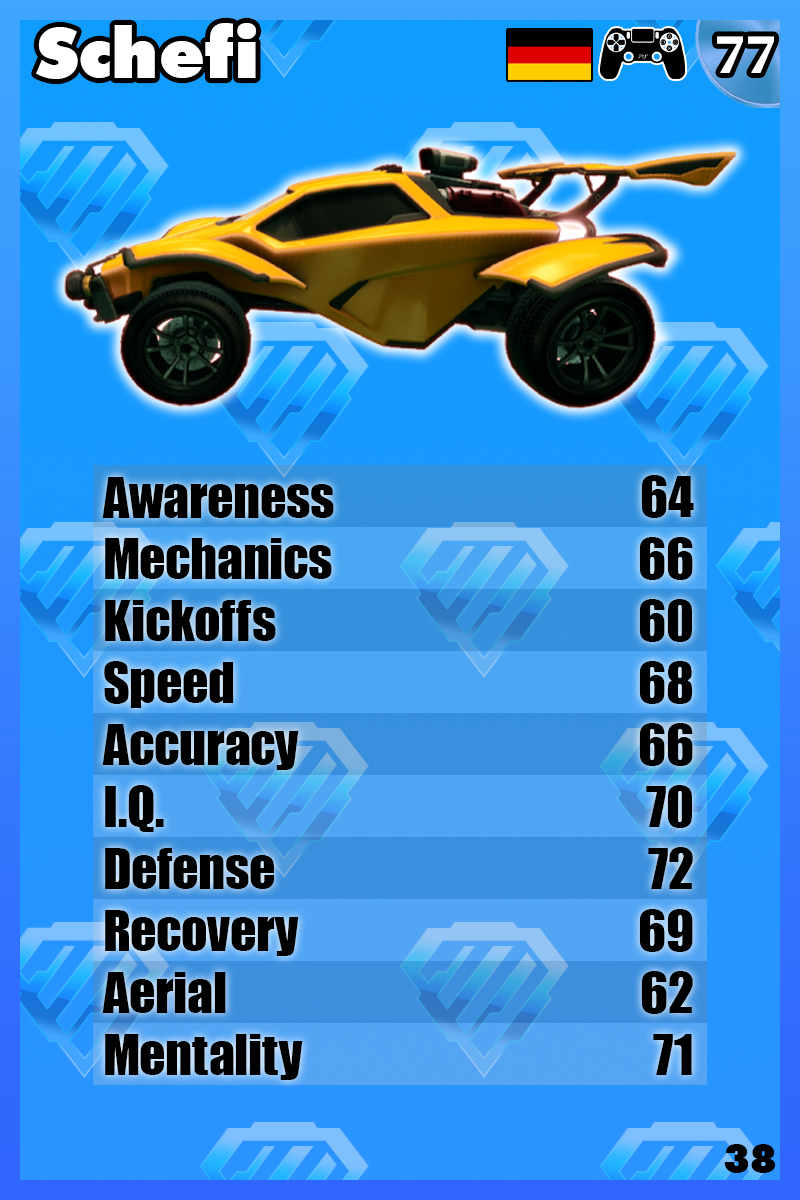 Schefi 77
Awareness 64
Mechanics 66
Kickoffs 60
Speed 68
Accuracy 66
I.Q. 70
Defense 72
Recovery 69
Aerial 62
Mentality 71
38